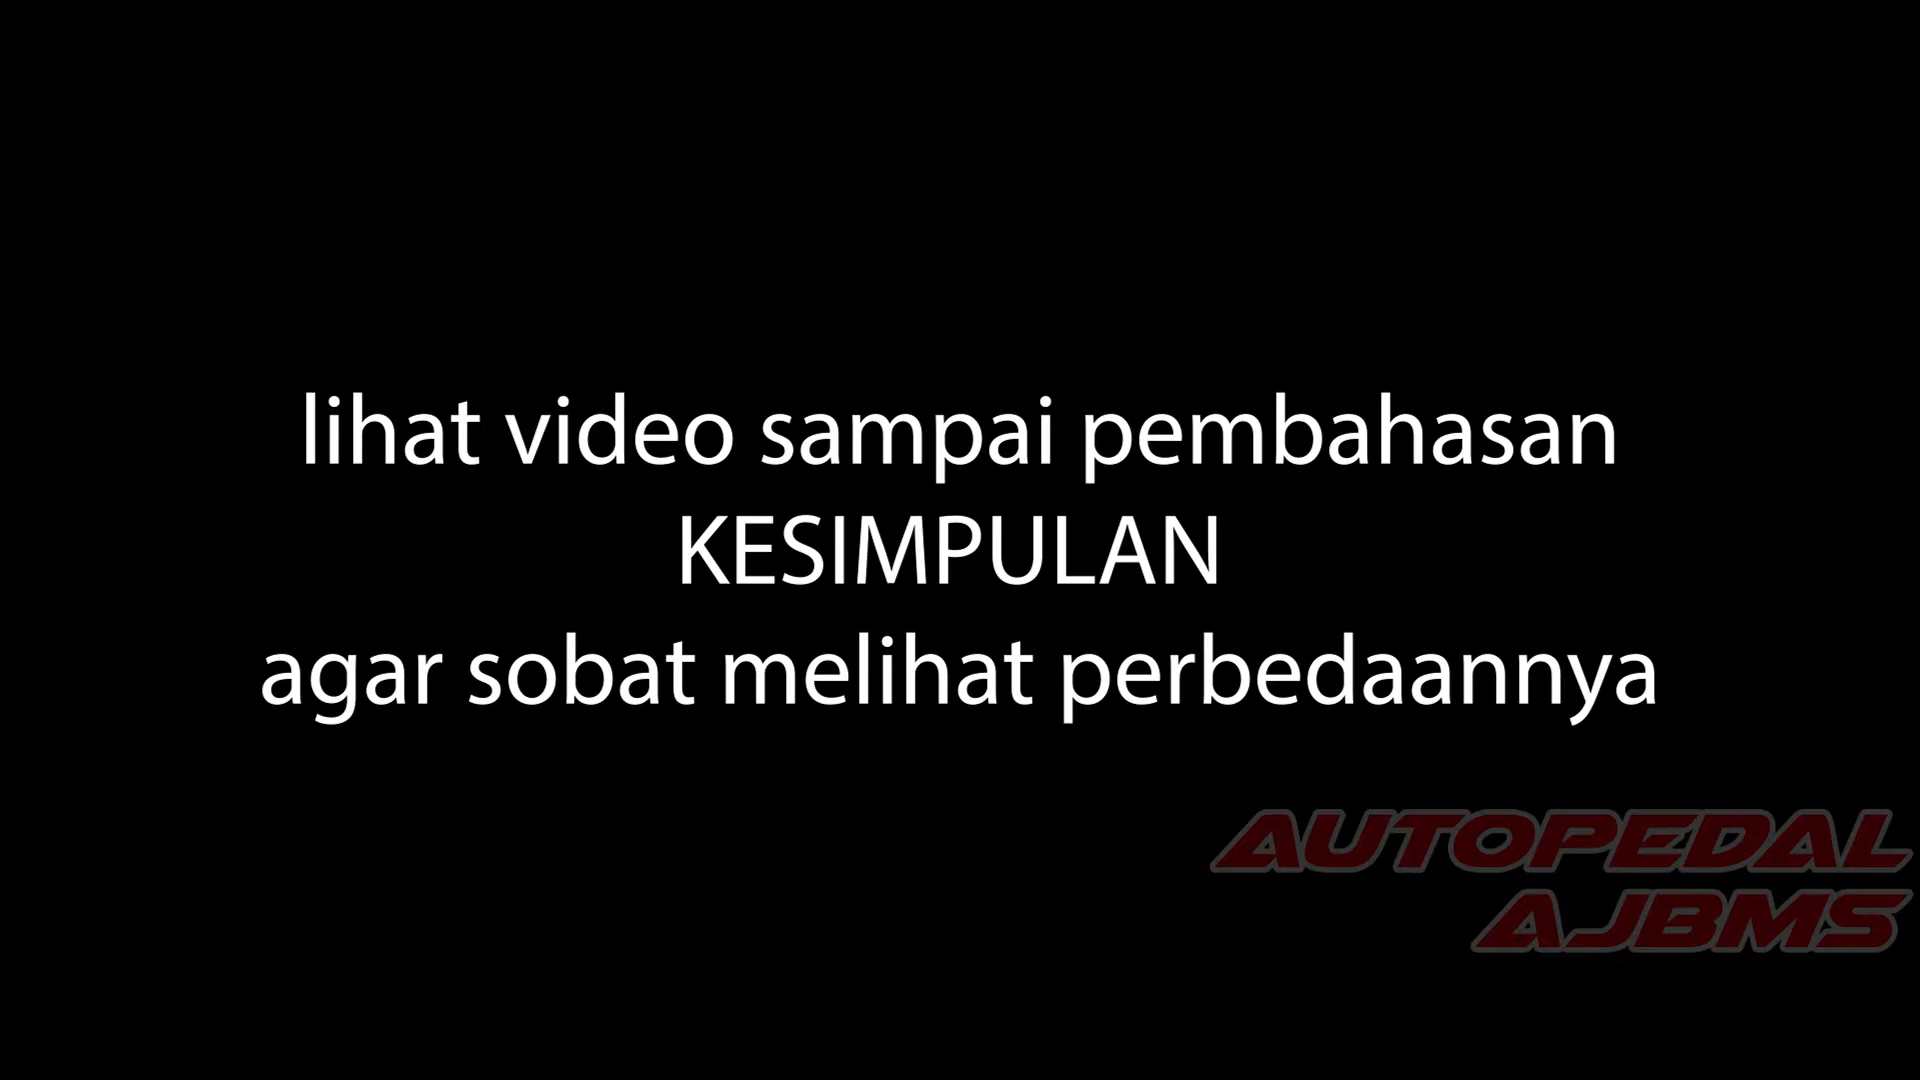 lihat video sampai pembahasan
KESIMPULAN
agar sobat melihat perbedaannya
AUTOPEDAL
AJBMS